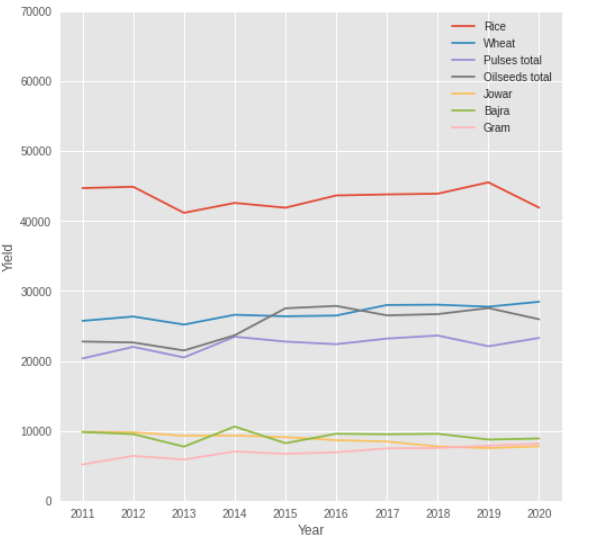 70000
60000
50000
40000
30000
20000
10000
0
Yield
Rice
Wheat
Pulses total
Oilseeds total
Jowar
Bajra
Gram
2011 2012 2013 2014 2015 2016 2017 2018 2019 2020
Year